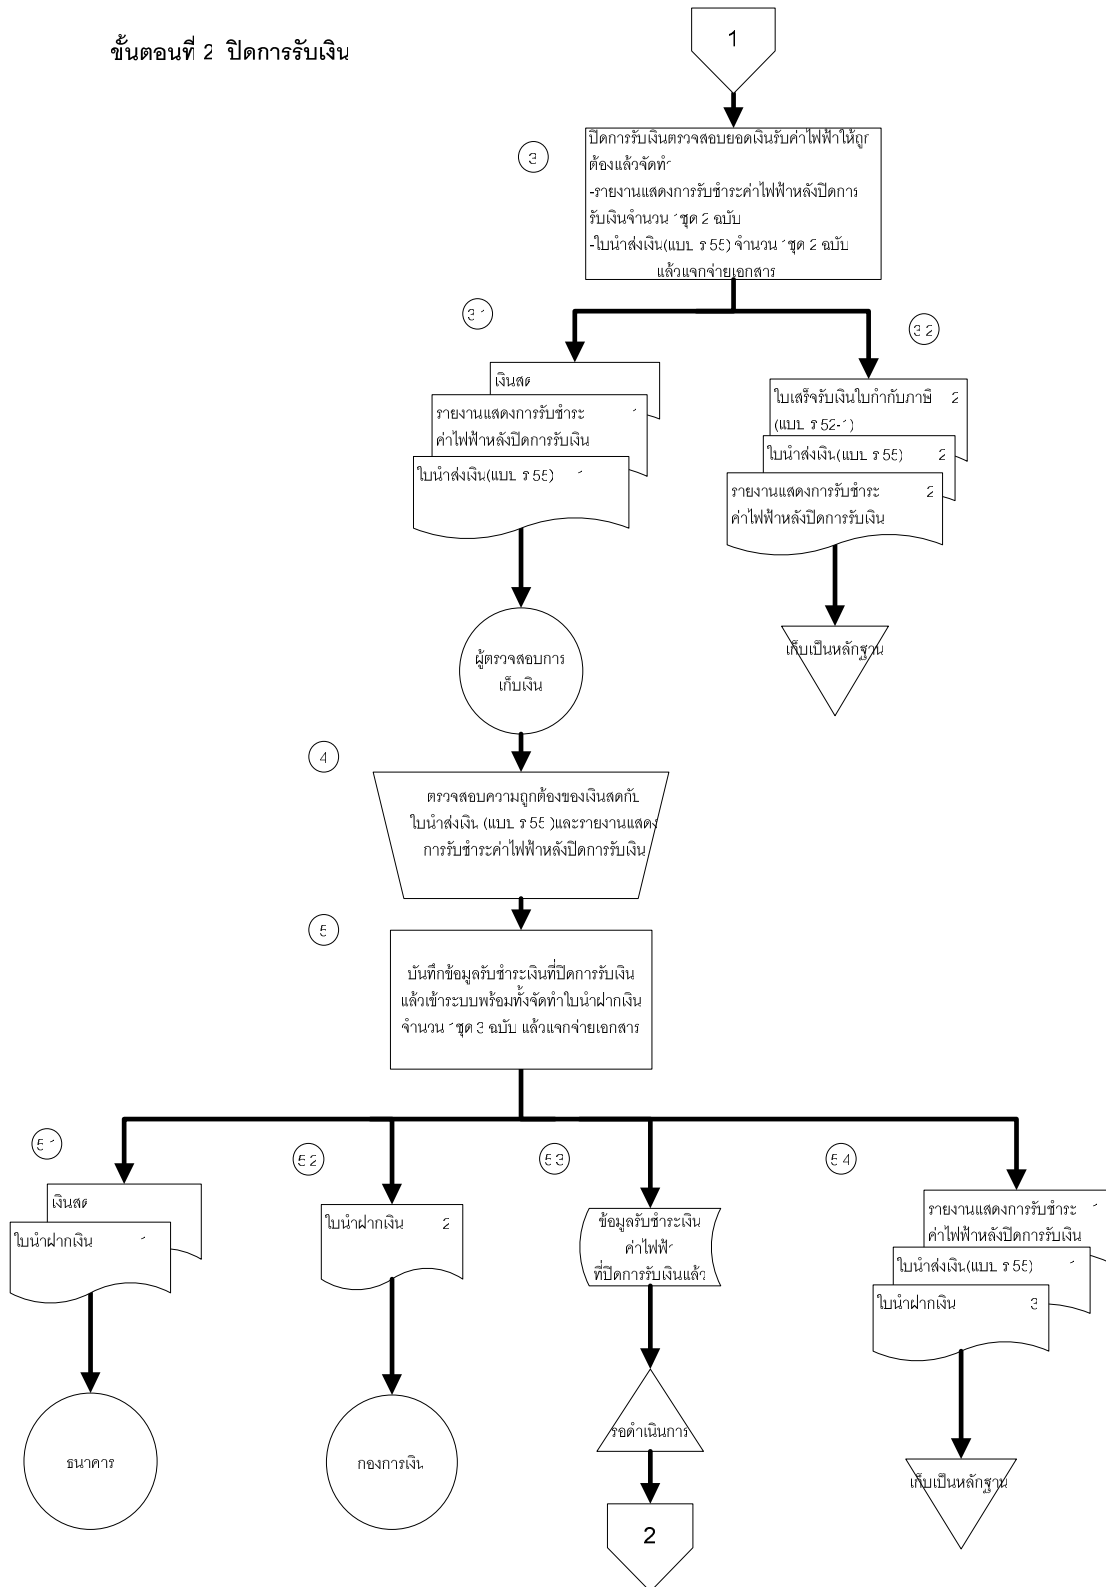 ขั้นตอนที่ 2 ปิดการรับเงิน
1
3
ปิดการรับเงินตรวจสอบยอดเงินรับค่าไฟฟ้าให้ถูก
ต้องแล้วจัดทำ
-รายงานแสดงการรับชำระค่าไฟฟ้าหลังปิดการ
รับเงินจำนวน 1ชุด 2 ฉบับ
-ใบนำส่งเงิน(แบบ ร 55) จำนวน 1ชุด 2 ฉบับ
แล้วแจกจ่ายเอกสาร
3 1
เงินสด
รายงานแสดงการรับชำระ 1
ค่าไฟฟ้าหลังปิดการรับเงิน
ใบนำส่งเงิน(แบบ ร 55) 1
3 2
ใบเสร็จรับเงินใบกำกับภาษี 2
(แบบ ร 52-1)
ใบนำส่งเงิน(แบบ ร 55) 2
รายงานแสดงการรับชำระ 2
ค่าไฟฟ้าหลังปิดการรับเงิน
ผู้ตรวจสอบการ
เก็บเงิน
เก็บเป็นหลักฐาน
4
ตรวจสอบความถูกต้องของเงินสดกับ
ใบนำส่งเงิน (แบบ ร 55 )และรายงานแสดง
การรับชำระค่าไฟฟ้าหลังปิดการรับเงิน
5
บันทึกข้อมูลรับชำระเงินที่ปิดการรับเงิน
แล้วเข้าระบบพร้อมทั้งจัดทำใบนำฝากเงิน
จำนวน 1ชุด 3 ฉบับ แล้วแจกจ่ายเอกสาร
5 1
เงินสด
ใบนำฝากเงิน 1
ธนาคาร
5 2
ใบนำฝากเงิน 2
กองการเงิน
5 3
ข้อมูลรับชำระเงิน
ค่าไฟฟ้า
ที่ปิดการรับเงินแล้ว
รอดำเนินการ
2
5 4
รายงานแสดงการรับชำระ 1
ค่าไฟฟ้าหลังปิดการรับเงิน
ใบนำส่งเงิน(แบบ ร 55) 1
ใบนำฝากเงิน 3
เก็บเป็นหลักฐาน